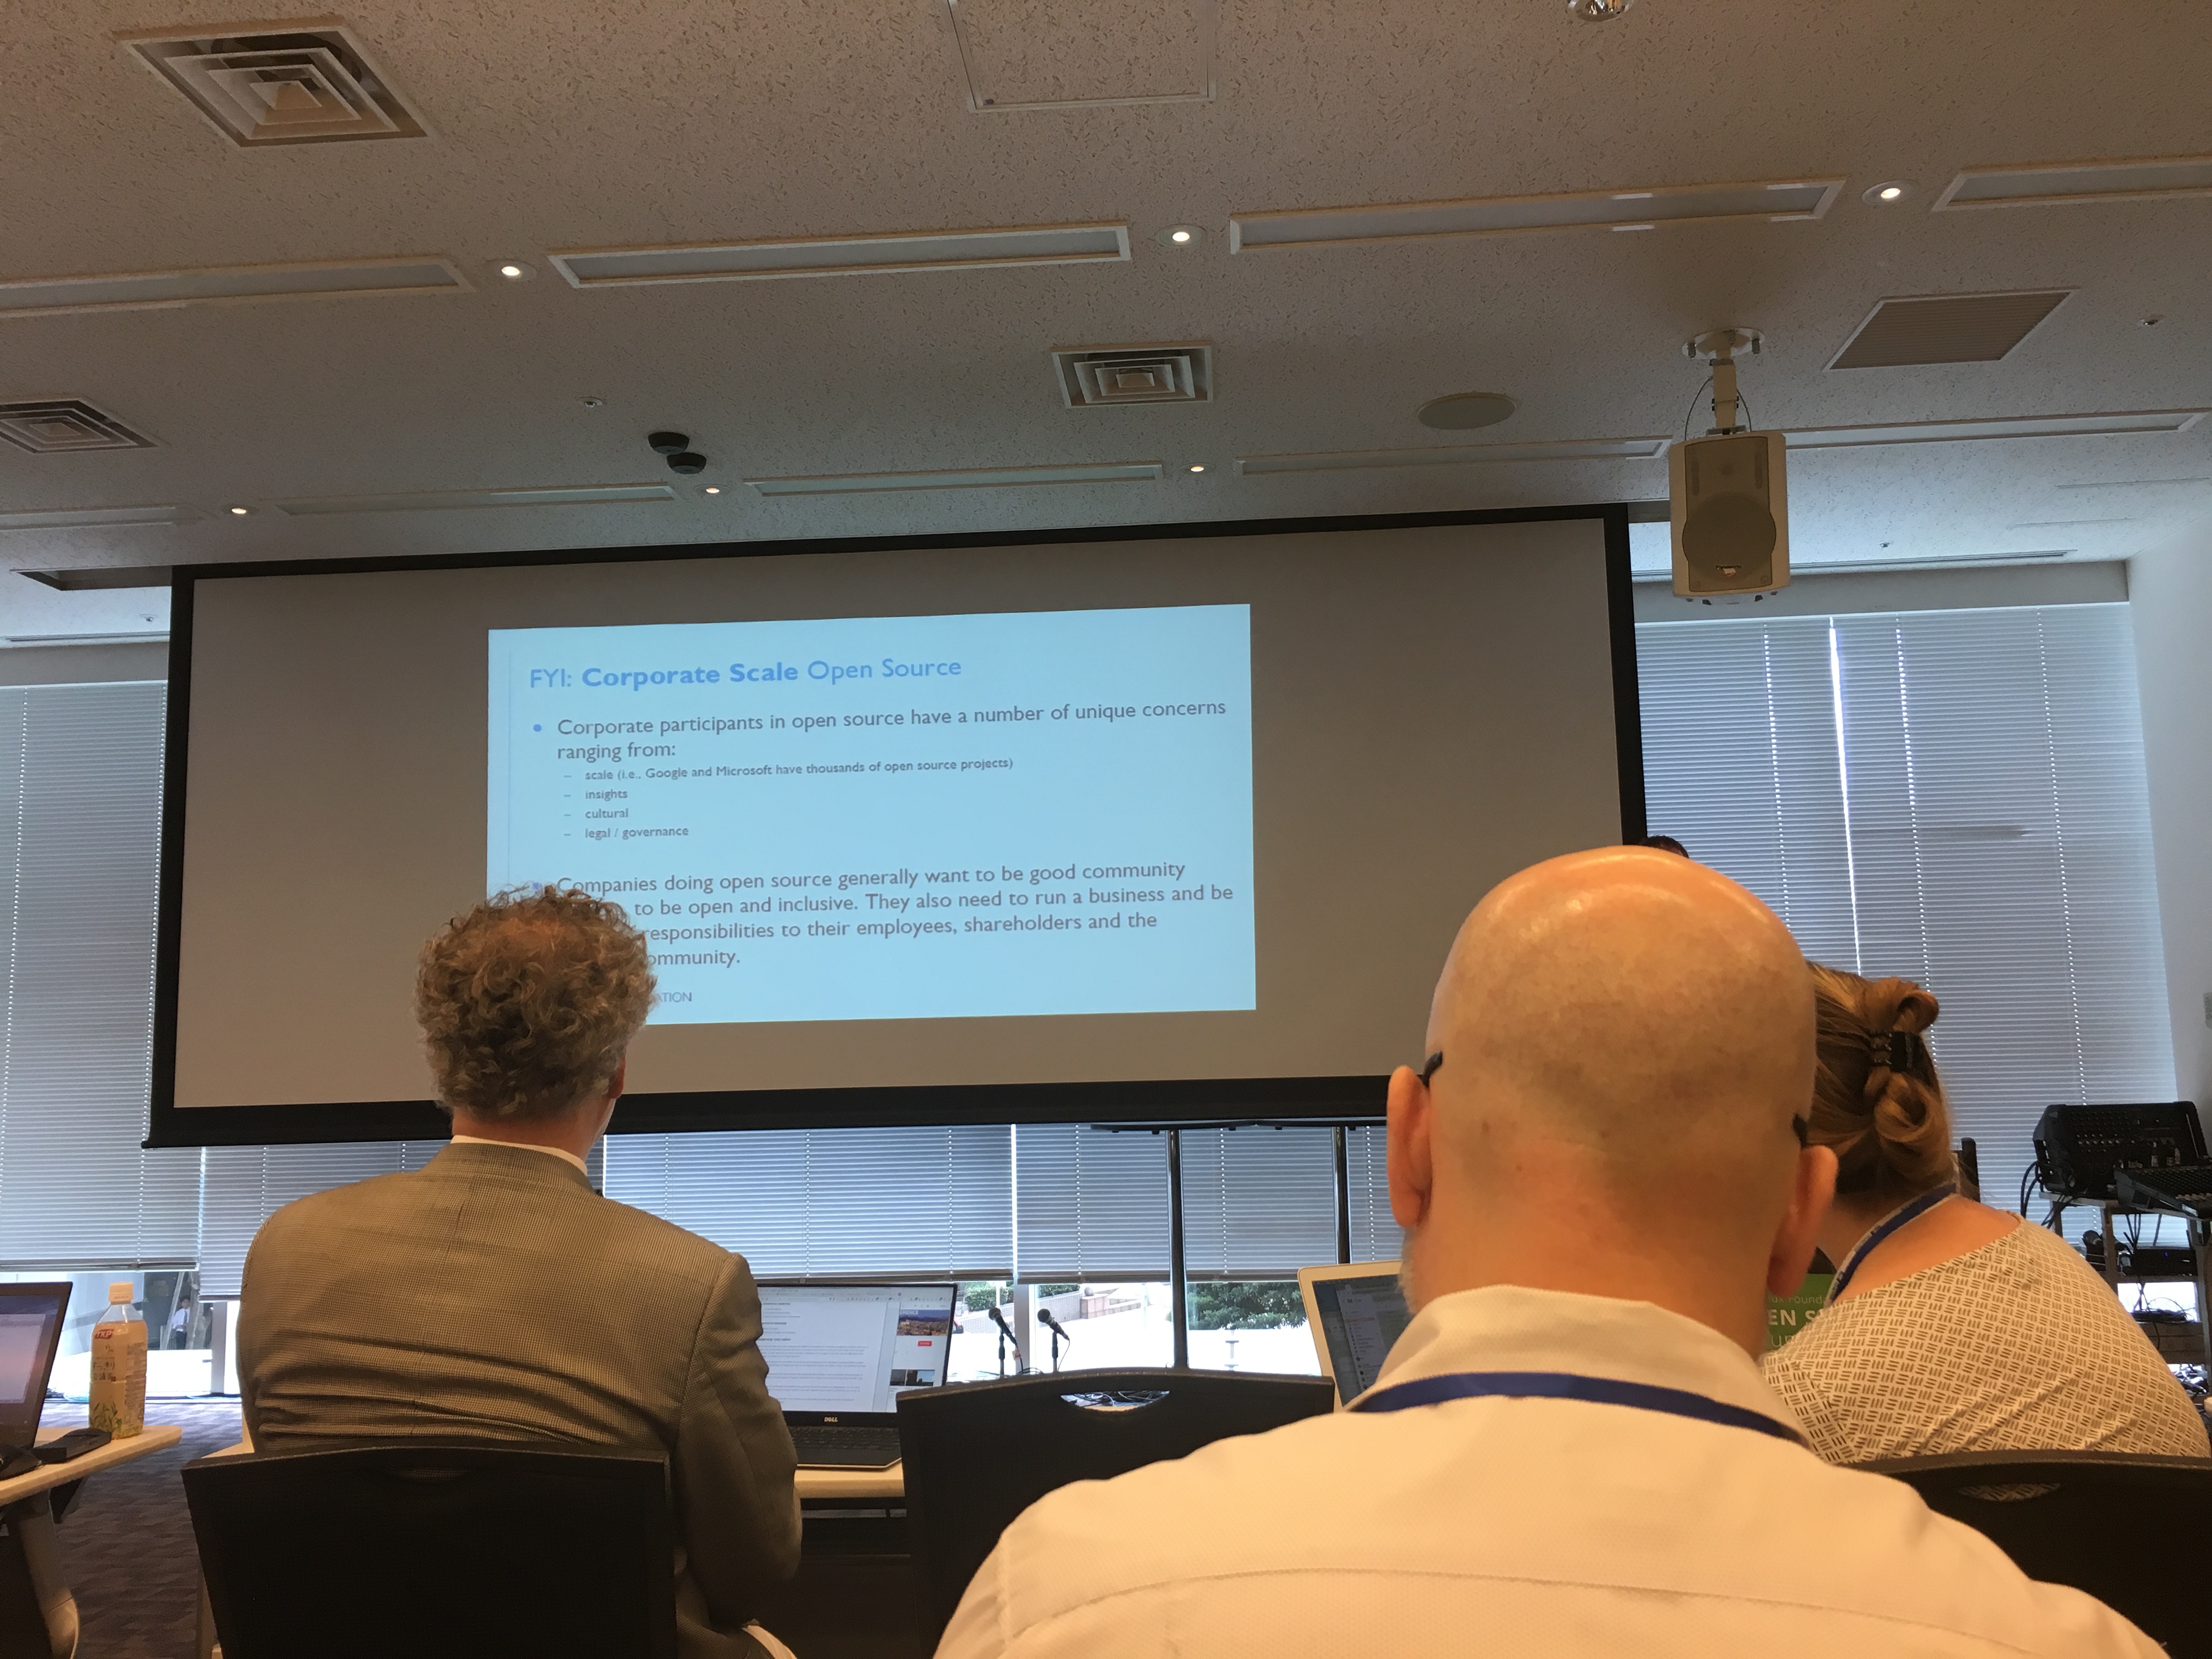 FYI: Corporate Scale Open Source
• Corporate participants in open source have a number of unique concerns
ranging from:
– scale (i.e., Google and Microsoft have thousands of open source projects)
– insights
– cultural
– legal / governance
Companies doing open source generally want to be good community
to be open and inclusive. They also need to run a business and be
responsibilities to their employees, shareholders and the
ommunity.
ATION
DELL
EN S